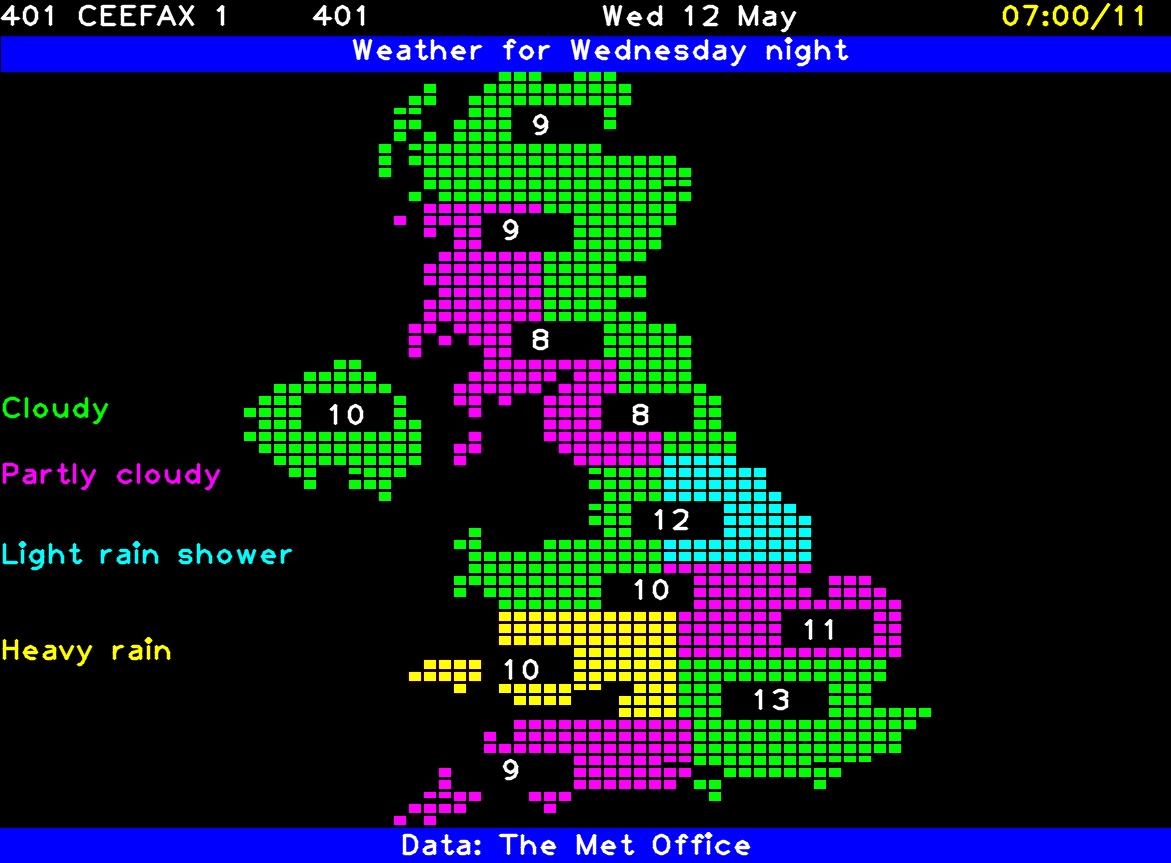 401 CEEFAX 1 401 Wed 12 May 07:00/11
Weather for Wednesday night
9
9
8
Cloudy 10 8
Partly cloudy
12
Light rain shower
10
11
Heavy rain
10
13
9
Data: The Met Office